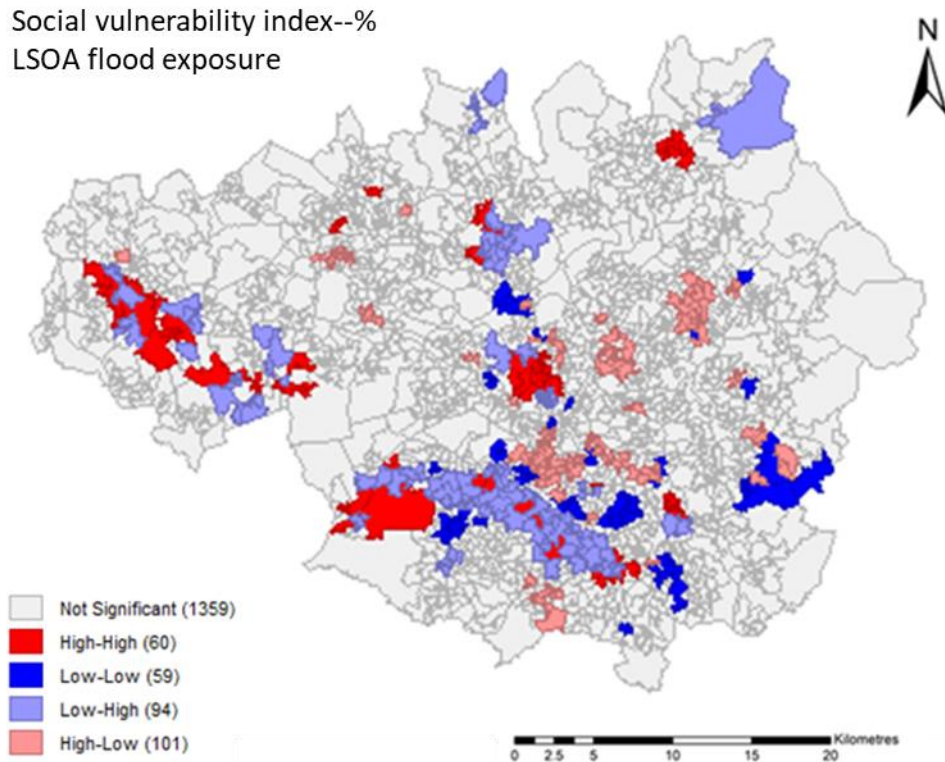 Social vulnerability index--%
LSOA flood exposure
N
Not Significant (1359)
High-High (60)
Low-Low (59)
Low-High (94)
High-Low (101)
Kilometres
0 2.5 5 10 15 20